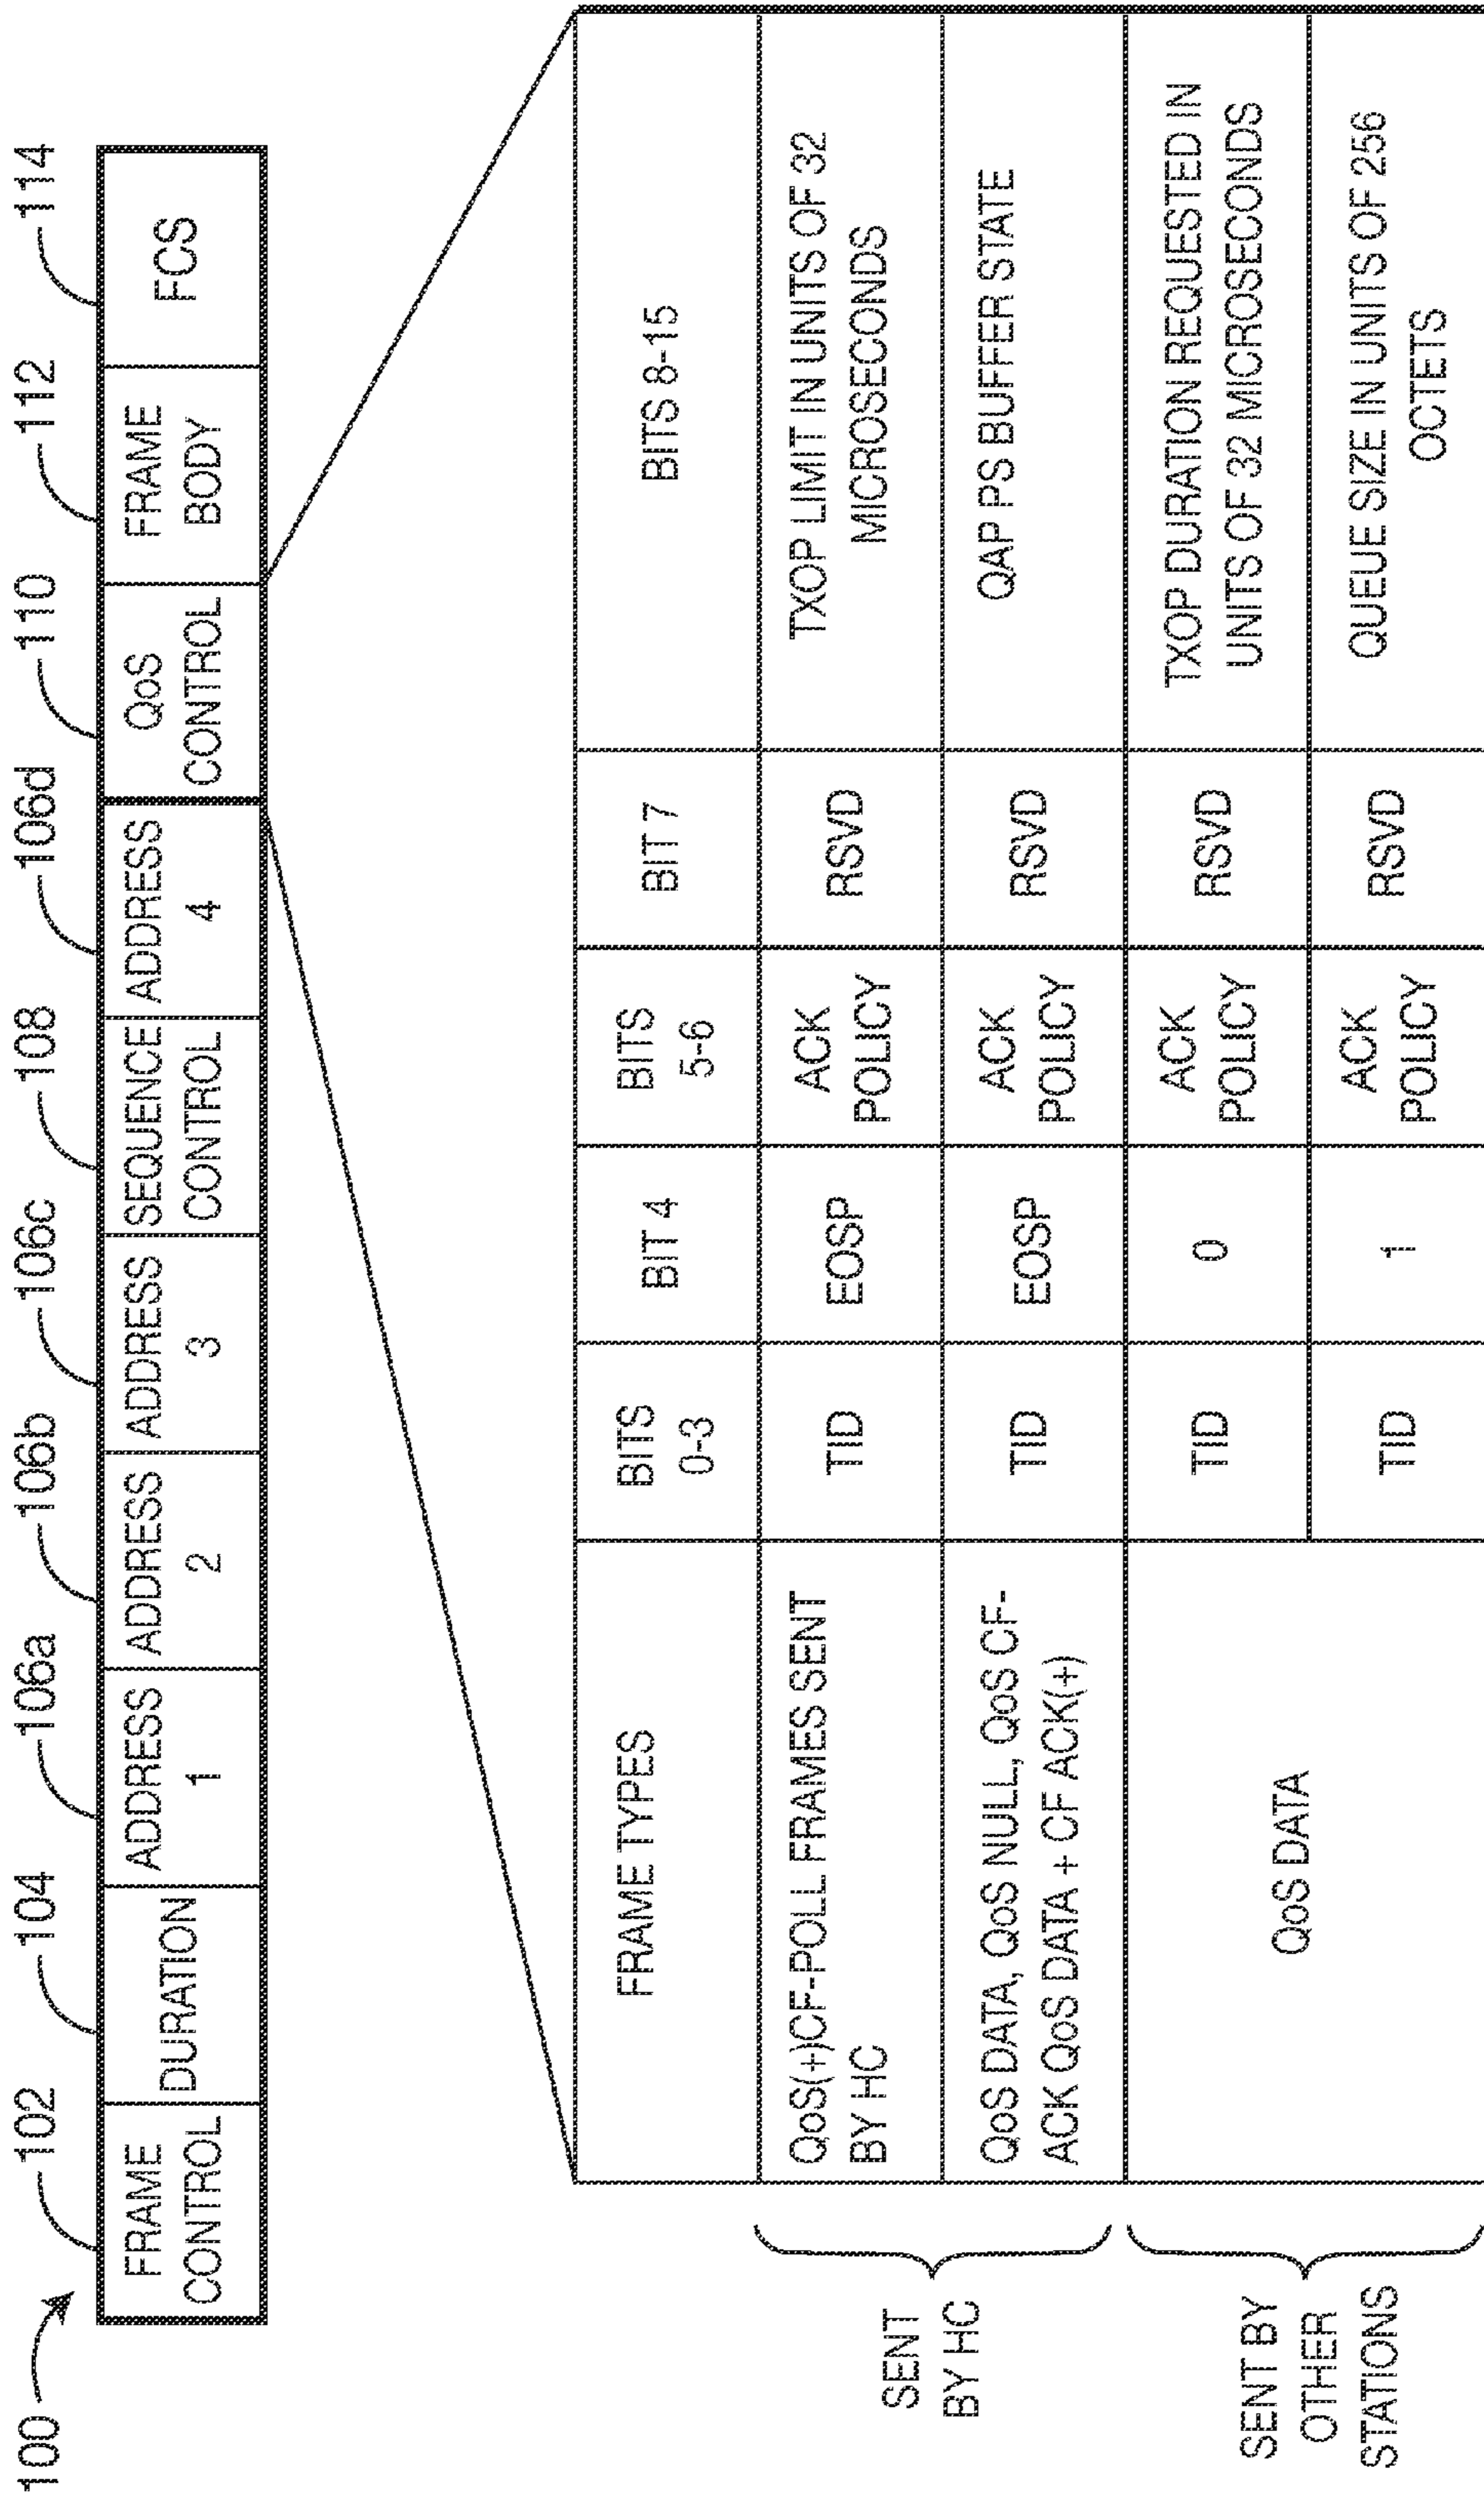 100
102
104
106a
106b
106c
108
106d
110
112
114
FRAME
CONTROL
DURATION
ADDRESS
1
ADDRESS
2
ADDRESS
3
SEQUENCE
CONTROL
ADDRESS
4
QoS
CONTROL
FRAME
BODY
FCS
FRAME TYPES
BITS
0-3
BIT 4
BITS
5-6
BIT 7
BITS 8-15
SENT
BY HC
QoS(+)CF-POLL FRAMES SENT
BY HC
TID
EOSP
ACK
POLICY
RSVD
TXOP LIMIT IN UNITS OF 32
MICROSECONDS
QoS DATA, QoS NULL, QoS CF-
ACK QoS DATA + CF ACK(+)
TID
EOSP
ACK
POLICY
RSVD
QAP PS BUFFER STATE
SENT BY
OTHER
STATIONS
QoS DATA
TID
0
ACK
POLICY
RSVD
TXOP DURATION REQUESTED IN
UNITS OF 32 MICROSECONDS
TID
1
ACK
POLICY
RSVD
QUEUE SIZE IN UNITS OF 256
OCTETS